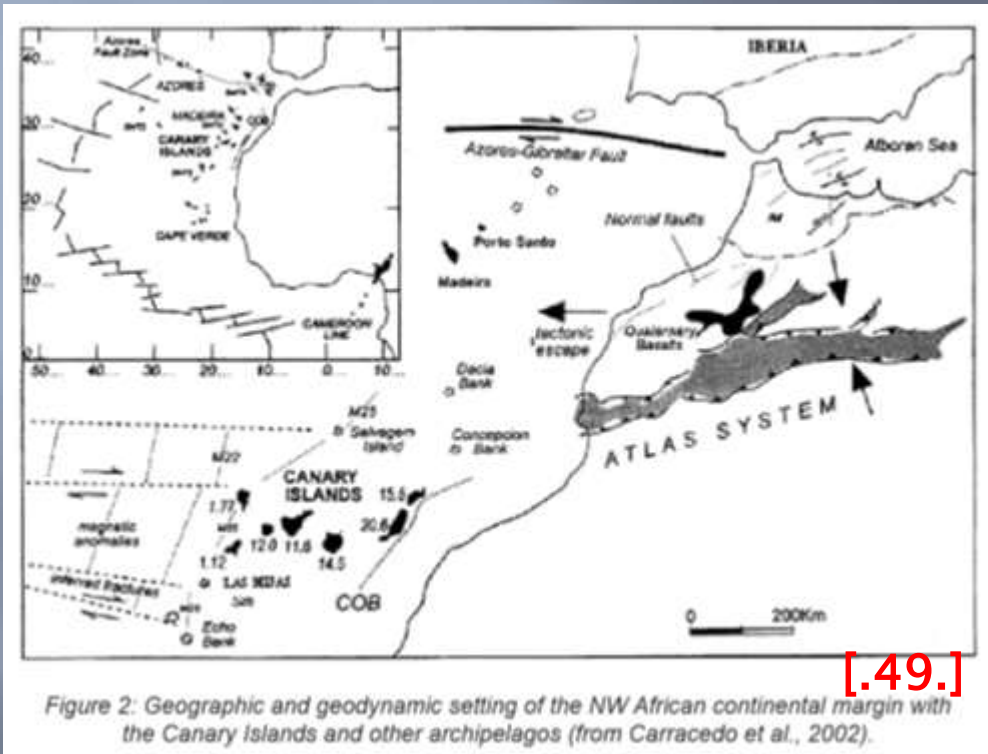 Azores
Fault Zone
AZORES
MADEIRA
COB
CANARY
ISLANDS
CAPE VERDE
CAMEROON
LINE
40
30
20
10
0
50
40
30
20
10
0
IBERIA
Azores-Gibraltar Fault
Alboran Sea
Normal faults
Porto Santo
Madeira
tectonic
escape
Quaternary
Basalts
ATLAS SYSTEM
Dacia
Bank
M25
Salvagem
Island
Concepcion
Bank
M22
CANARY
ISLANDS
15.5
20.6
1.77
12.0
11.6
14.5
1.12
magnetic
anomalies
LAS HIJAS
inferred fractures
COB
Echo
Bank
0 200Km
[.49.]
Figure 2: Geographic and geodynamic setting of the NW African continental margin with
the Canary Islands and other archipelagos (from Carracedo et al., 2002).